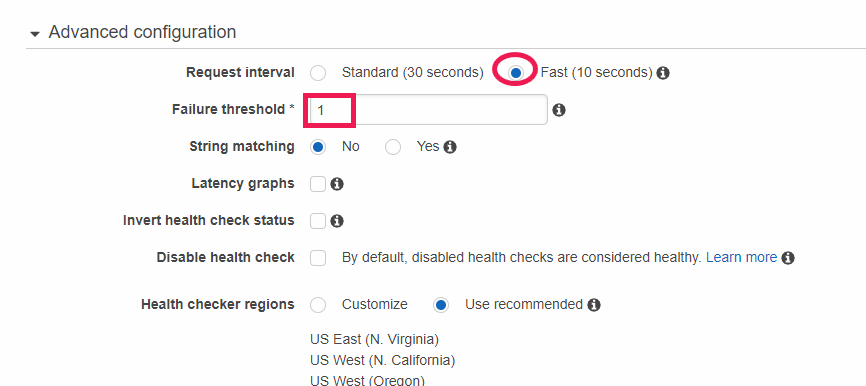 Advanced configuration
Request interval Standard (30 seconds) Fast (10 seconds)
Failure threshold * 1
String matching No Yes
Latency graphs
Invert health check status
Disable health check By default, disabled health checks are considered healthy. Learn more
Health checker regions Customize Use recommended
US East (N. Virginia)
US West (N. California)
US West (Oregon)